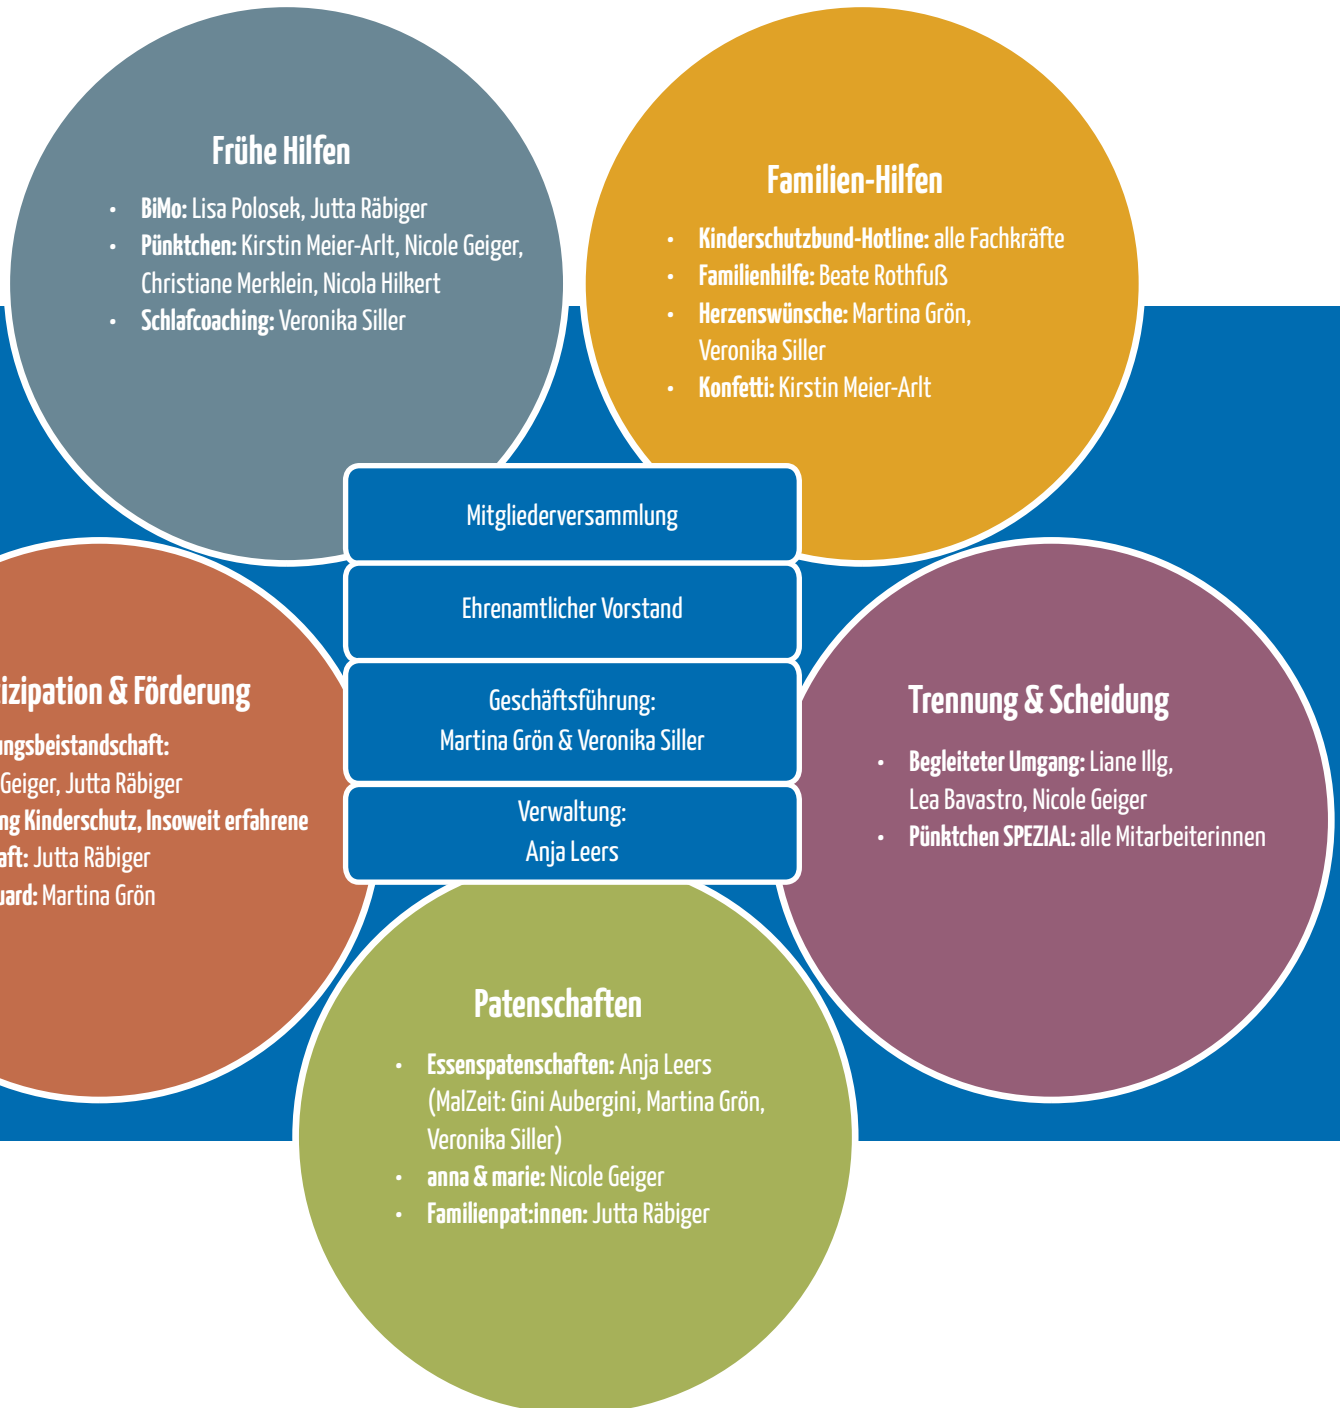 Frühe Hilfen
• BiMo: Lisa Polosek, Jutta Räbiger
• Pünktchen: Kirstin Meier-Arlt, Nicole Geiger,
Christiane Merklein, Nicola Hilkert
• Schlafcoaching: Veronika Siller
Familien-Hilfen
• Kinderschutzbund-Hotline: alle Fachkräfte
• Familienhilfe: Beate Rothfuß
• Herzenswünsche: Martina Grön,
Veronika Siller
• Konfetti: Kirstin Meier-Arlt
Mitgliederversammlung
Ehrenamtlicher Vorstand
Geschäftsführung:
Martina Grön & Veronika Siller
Verwaltung:
Anja Leers
izipation & Förderung
ungsbeistandschaft:
Geiger, Jutta Räbiger
ng Kinderschutz, Insoweit erfahrene
aft: Jutta Räbiger
uard: Martina Grön
Trennung & Scheidung
• Begleiteter Umgang: Liane Illg,
Lea Bavastro, Nicole Geiger
• Pünktchen SPEZIAL: alle Mitarbeiterinnen
Patenschaften
• Essenspatenschaften: Anja Leers
(MalZeit: Gini Aubergini, Martina Grön,
Veronika Siller)
• anna & marie: Nicole Geiger
• Familienpat:innen: Jutta Räbiger